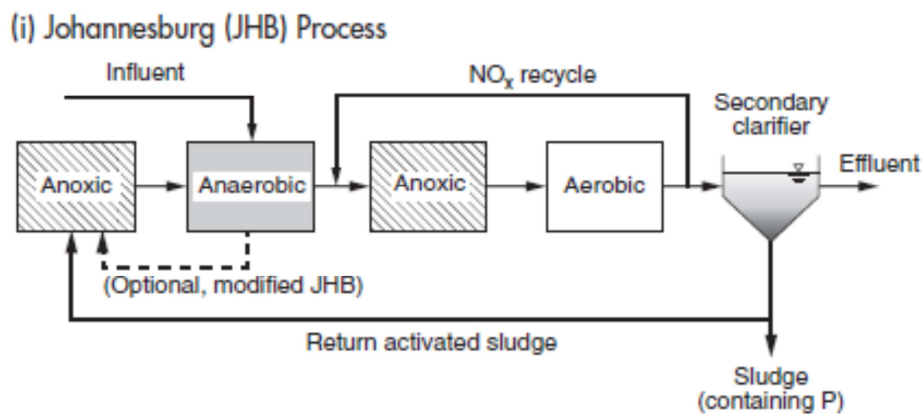 (i) Johannesburg (JHB) Process
Influent
NOₓ recycle
Secondary
clarifier
Effluent
Anoxic
Anaerobic
Anoxic
Aerobic
(Optional, modified JHB)
Return activated sludge
Sludge
(containing P)